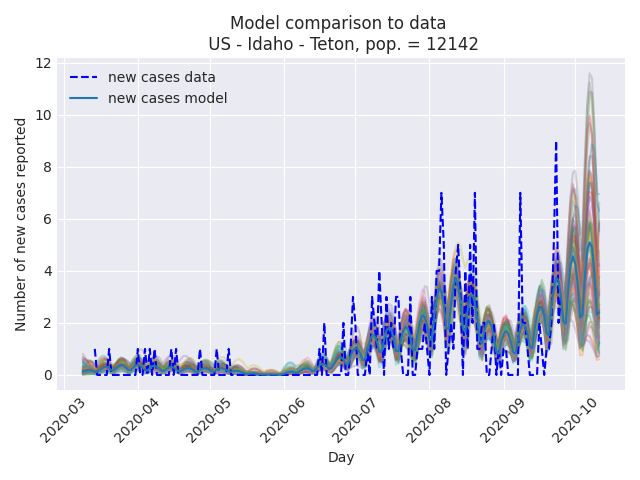 Model comparison to data
US - Idaho - Teton, pop. = 12142
new cases data
new cases model
Number of new cases reported
12
10
8
6
4
2
0
2020-03
2020-04
2020-05
2020-06
2020-07
2020-08
2020-09
2020-10
Day